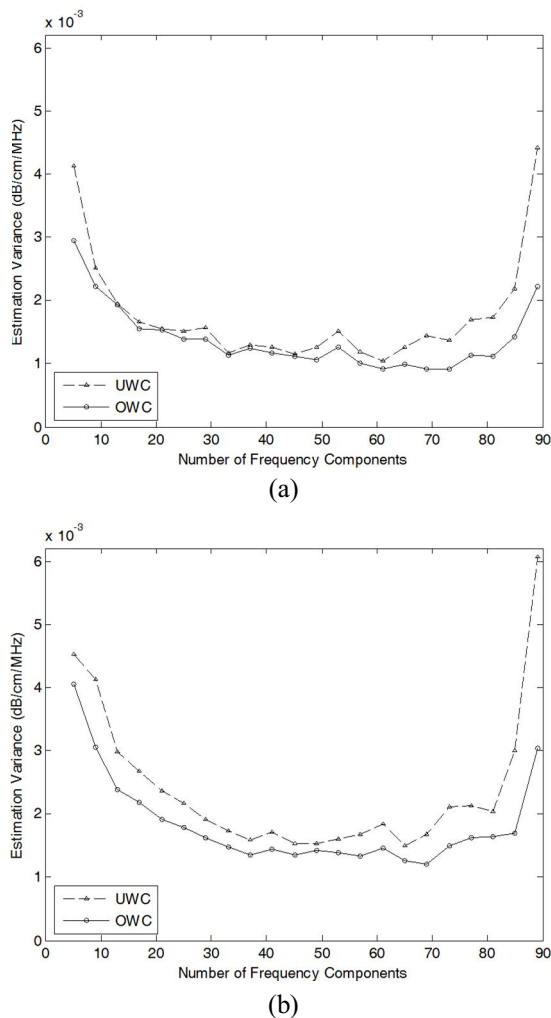 x 10⁻³
6
5
4
3
2
1
0
Estimation Variance (dB/cm/MHz)
UWC
OWC
0 10 20 30 40 50 60 70 80 90
Number of Frequency Components
(a)
x 10⁻³
6
5
4
3
2
1
0
Estimation Variance (dB/cm/MHz)
UWC
OWC
0 10 20 30 40 50 60 70 80 90
Number of Frequency Components
(b)